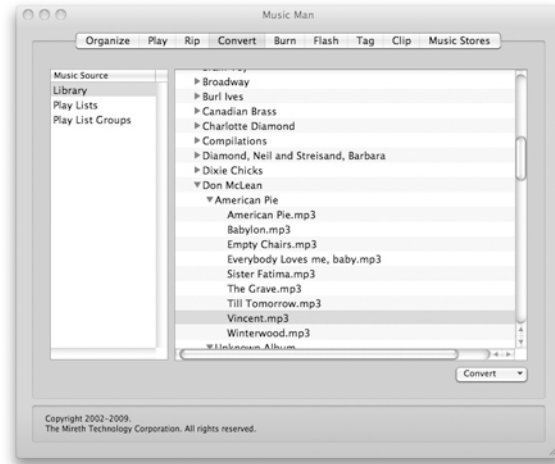 Music Man
Organize Play Rip Convert Burn Flash Tag Clip Music Stores
Music Source
Library
Play Lists
Play List Groups
Broadway
Burl Ives
Canadian Brass
Charlotte Diamond
Compilations
Diamond, Neil and Streisand, Barbara
Dixie Chicks
Don McLean
American Pie
American Pie.mp3
Babylon.mp3
Empty Chairs.mp3
Everybody Loves me, baby.mp3
Sister Fatima.mp3
The Grave.mp3
Till Tomorrow.mp3
Vincent.mp3
Winterwood.mp3
Unknown Album
Convert
Copyright 2002-2009.
The Mireth Technology Corporation. All rights reserved.